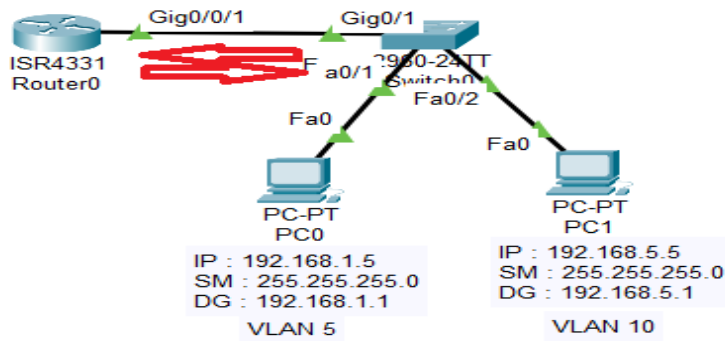 Gig0/0/1
Gig0/1
ISR4331
Router0
2960-24TT
Switch0
Fa0/1
Fa0/2
Fa0
Fa0
PC-PT
PC0
PC-PT
PC1
IP : 192.168.1.5
SM : 255.255.255.0
DG : 192.168.1.1
VLAN 5
IP : 192.168.5.5
SM : 255.255.255.0
DG : 192.168.5.1
VLAN 10